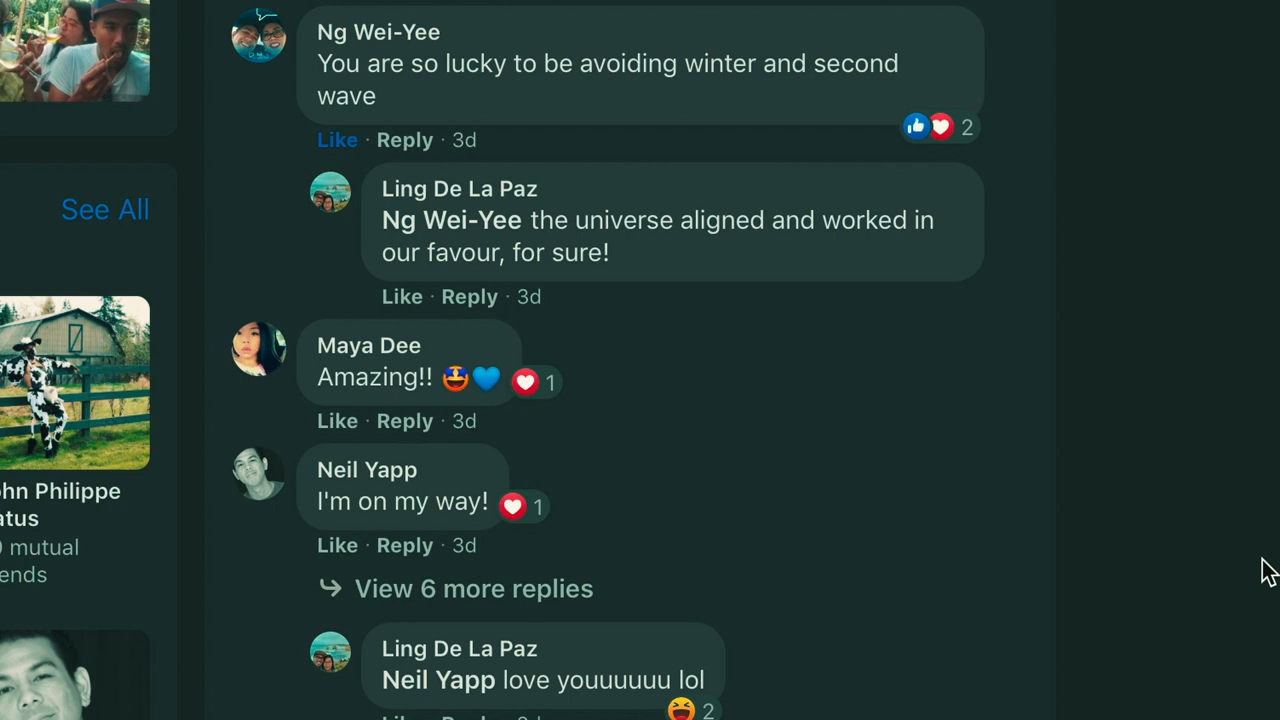 Ng Wei-Yee
You are so lucky to be avoiding winter and second
wave
Like · Reply · 3d
2
Ling De La Paz
Ng Wei-Yee the universe aligned and worked in
our favour, for sure!
Like · Reply · 3d
See All
Maya Dee
Amazing!! 🤩💙
1
Like · Reply · 3d
Neil Yapp
I'm on my way!
1
Like · Reply · 3d
View 6 more replies
Ling De La Paz
Neil Yapp love youuuuuu lol
2
hn Philippe
atus
mutual
ends